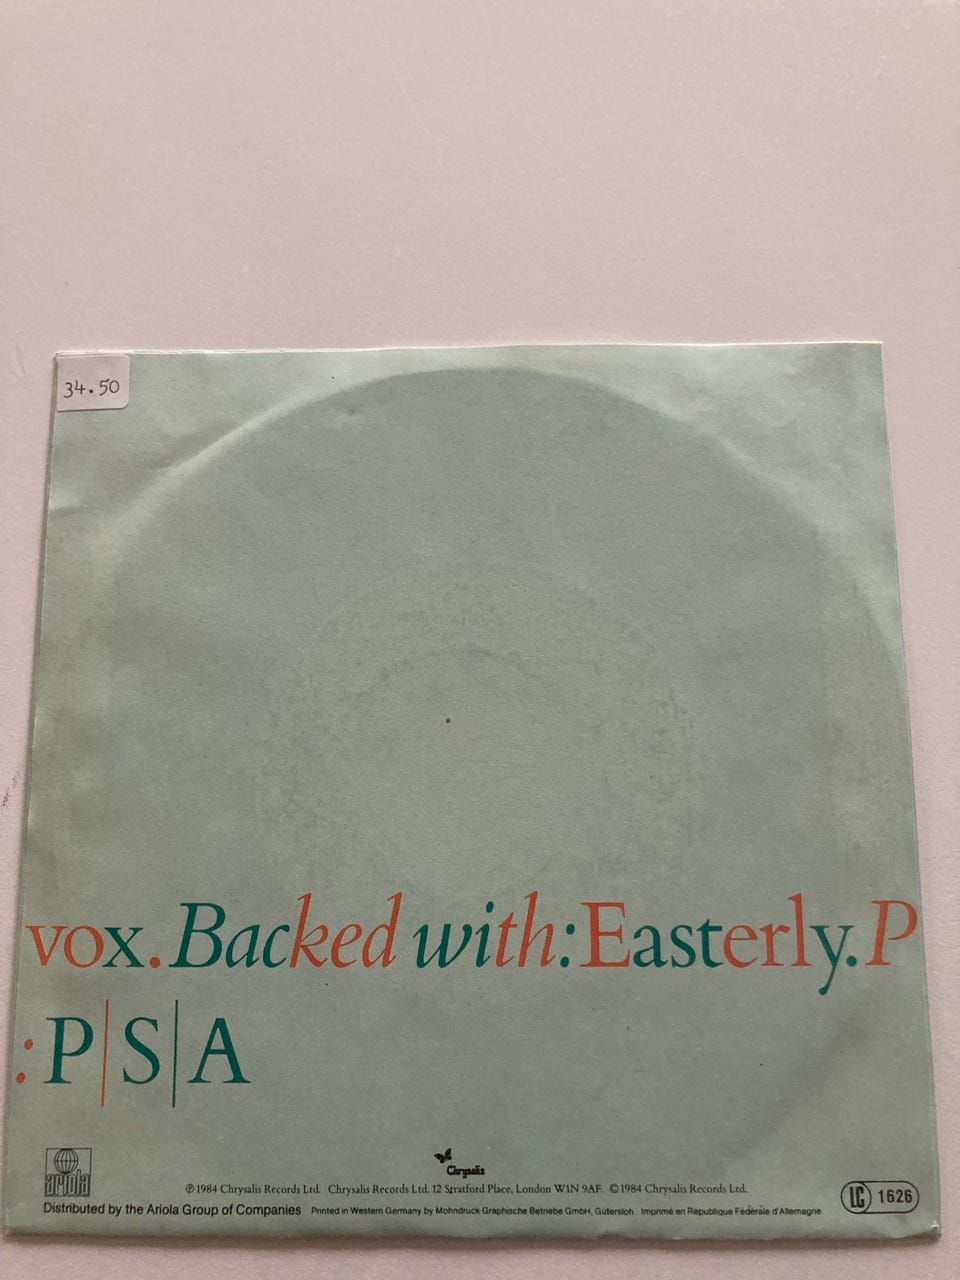 34.50
vox. Backed with: Easterly. P
: P | S | A
ariola
Chrysalis
℗ 1984 Chrysalis Records Ltd. Chrysalis Records Ltd. 12 Stratford Place, London W1N 9AF. © 1984 Chrysalis Records Ltd.
LC 1626
Distributed by the Ariola Group of Companies Printed in Western Germany by Mohndruck Graphische Betriebe GmbH, Gütersloh Imprimé en République Fédérale d'Allemagne